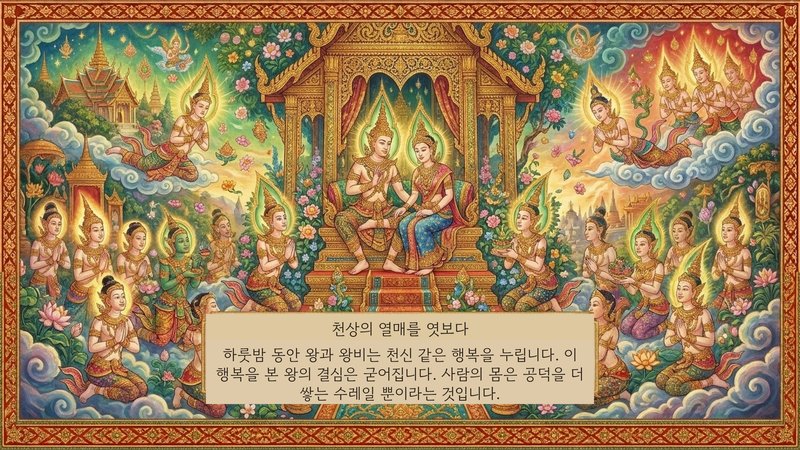 천상의 열매를 엿보다
하룻밤 동안 왕과 왕비는 천신 같은 행복을 누립니다. 이
행복을 본 왕의 결심은 굳어집니다. 사람의 몸은 공덕을 더
쌓는 수레일 뿐이라는 것입니다.